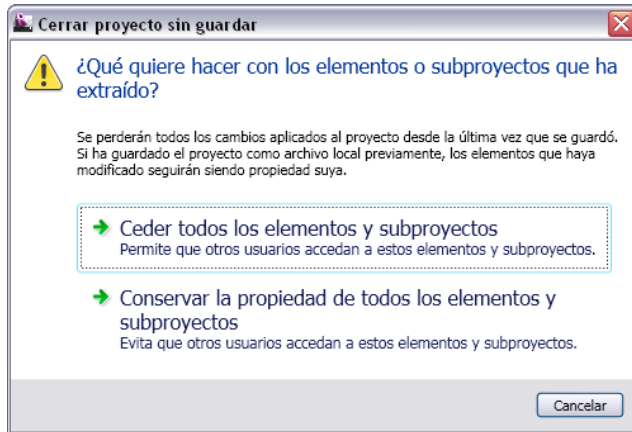 Cerrar proyecto sin guardar
¿Qué quiere hacer con los elementos o subproyectos que ha
extraído?
Se perderán todos los cambios aplicados al proyecto desde la última vez que se guardó.
Si ha guardado el proyecto como archivo local previamente, los elementos que haya
modificado seguirán siendo propiedad suya.
Ceder todos los elementos y subproyectos
Permite que otros usuarios accedan a estos elementos y subproyectos.
Conservar la propiedad de todos los elementos y
subproyectos
Evita que otros usuarios accedan a estos elementos y subproyectos.
Cancelar